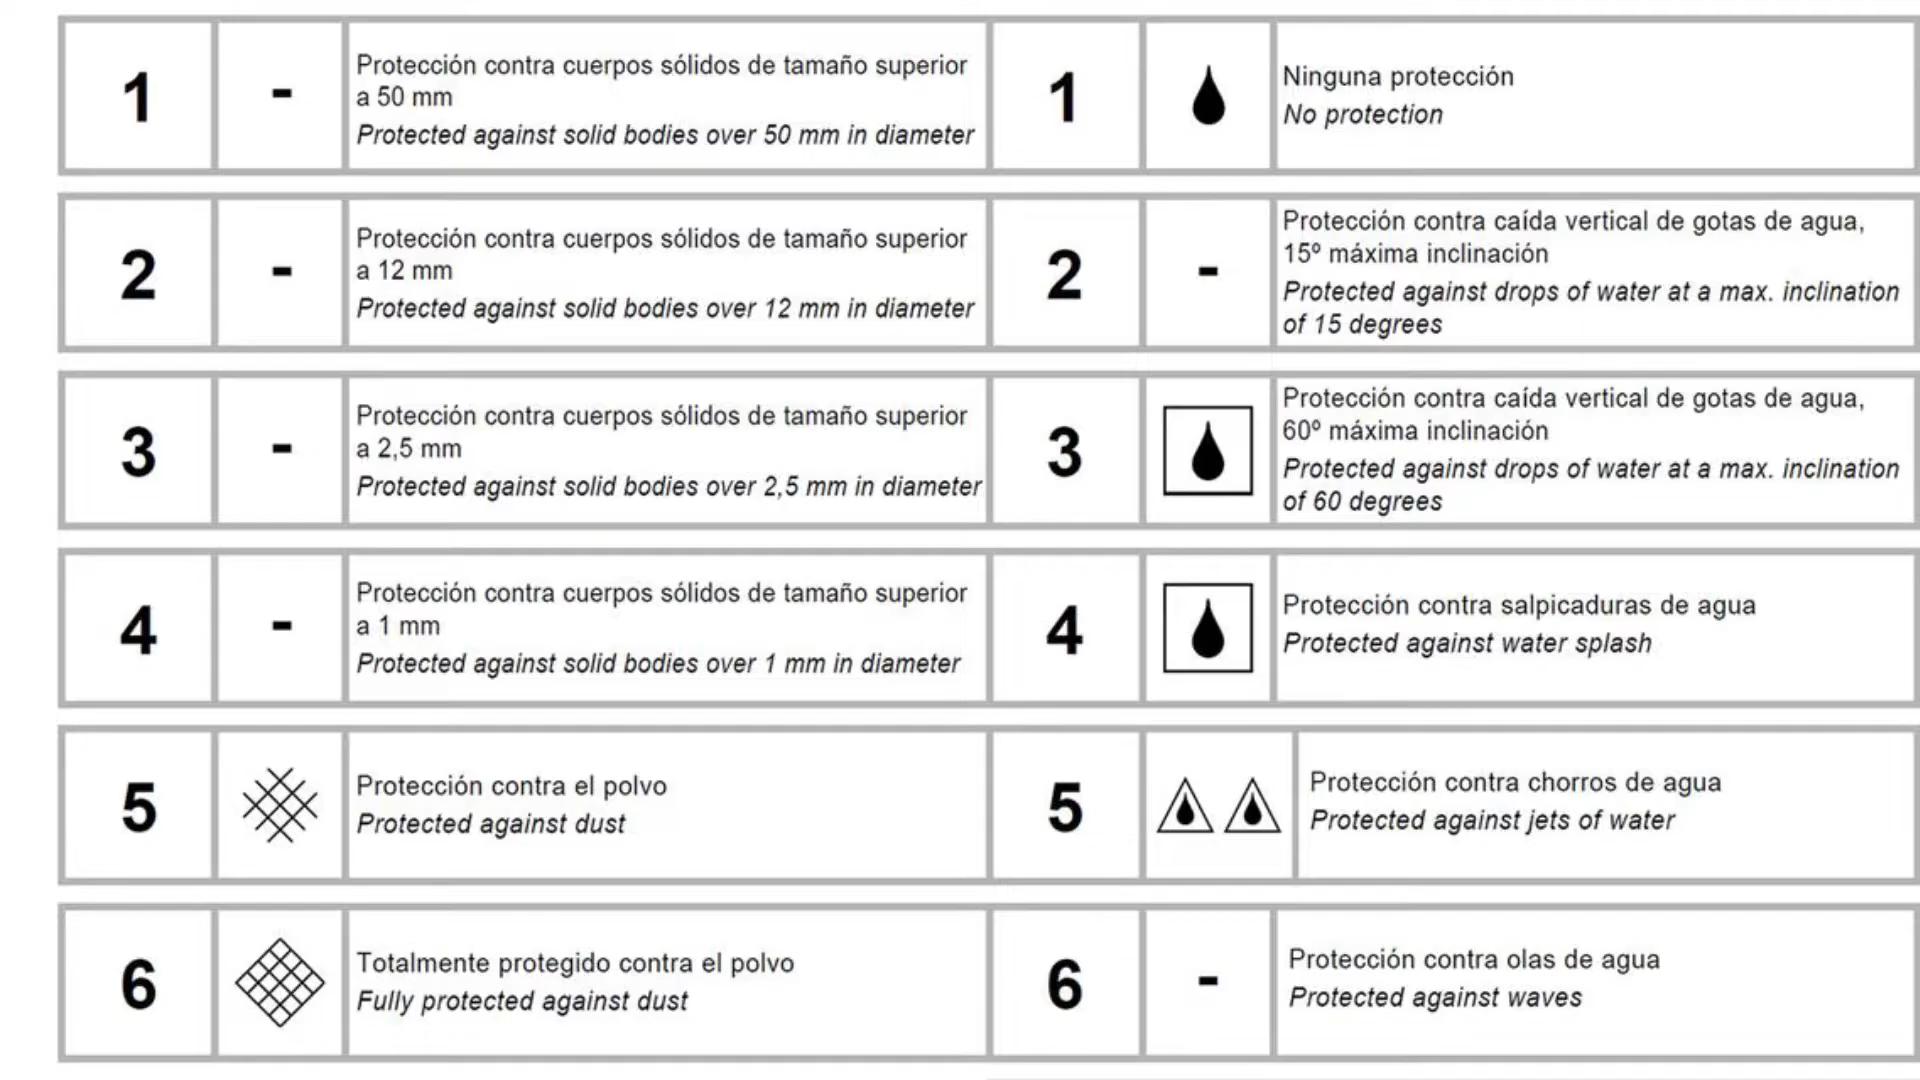 1
-
Protección contra cuerpos sólidos de tamaño superior
a 50 mm
Protected against solid bodies over 50 mm in diameter
1
Ninguna protección
No protection
2
-
Protección contra cuerpos sólidos de tamaño superior
a 12 mm
Protected against solid bodies over 12 mm in diameter
2
-
Protección contra caída vertical de gotas de agua,
15º máxima inclinación
Protected against drops of water at a max. inclination
of 15 degrees
3
-
Protección contra cuerpos sólidos de tamaño superior
a 2,5 mm
Protected against solid bodies over 2,5 mm in diameter
3
Protección contra caída vertical de gotas de agua,
60º máxima inclinación
Protected against drops of water at a max. inclination
of 60 degrees
4
-
Protección contra cuerpos sólidos de tamaño superior
a 1 mm
Protected against solid bodies over 1 mm in diameter
4
Protección contra salpicaduras de agua
Protected against water splash
5
Protección contra el polvo
Protected against dust
5
Protección contra chorros de agua
Protected against jets of water
6
Totalmente protegido contra el polvo
Fully protected against dust
6
-
Protección contra olas de agua
Protected against waves